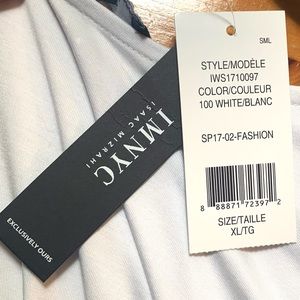 SML
STYLE/MODÈLE
IWS1710097
COLOR/COULEUR
100 WHITE/BLANC
SP17-02-FASHION
8 88871 72397 2
SIZE/TAILLE
XL/TG
IMNYC
ISAAC MIZRAHI
EXCLUSIVELY OURS